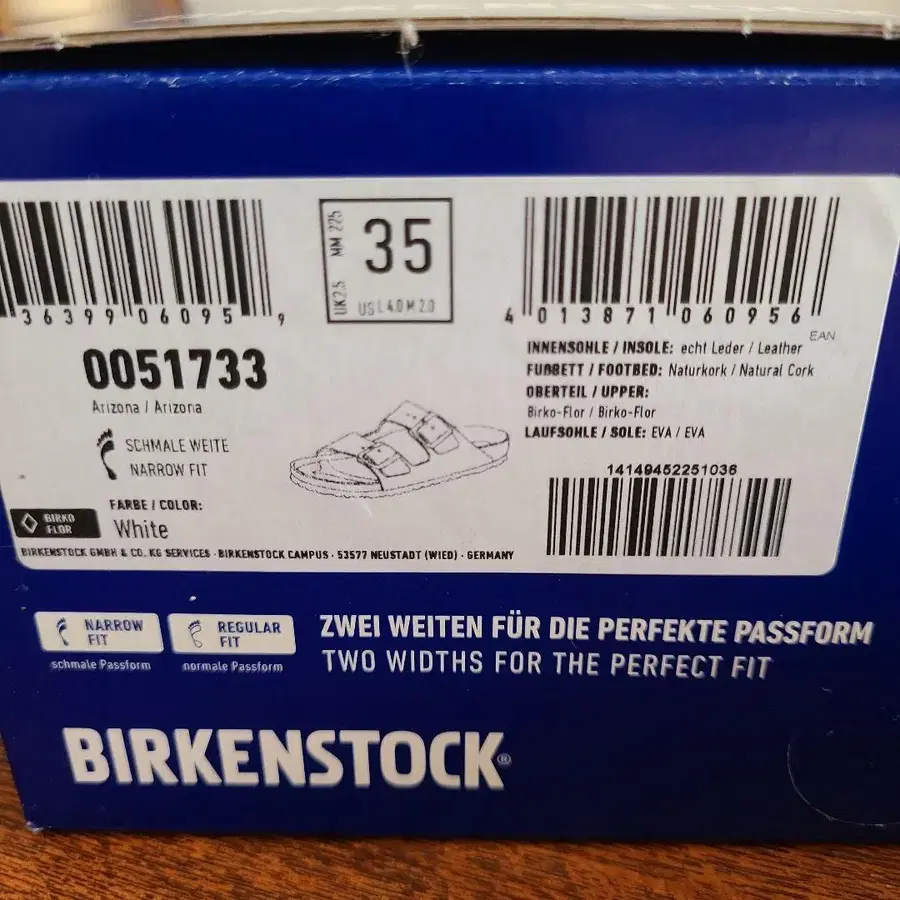 36399 06095 9
UK 2.5 MM 225
35
US L 4.0 M 2.0
4 013871 060956
EAN
0051733
Arizona / Arizona
SCHMALE WEITE
NARROW FIT
FARBE / COLOR:
White
BIRKO
FLOR
INNENSOHLE / INSOLE: echt Leder / Leather
FUẞBETT / FOOTBED: Naturkork / Natural Cork
OBERTEIL / UPPER:
Birko-Flor / Birko-Flor
LAUFSOHLE / SOLE: EVA / EVA
14149452251036
BIRKENSTOCK GMBH & CO. KG SERVICES · BIRKENSTOCK CAMPUS · 53577 NEUSTADT (WIED) · GERMANY
NARROW
FIT
schmale Passform
REGULAR
FIT
normale Passform
ZWEI WEITEN FÜR DIE PERFEKTE PASSFORM
TWO WIDTHS FOR THE PERFECT FIT
BIRKENSTOCK®